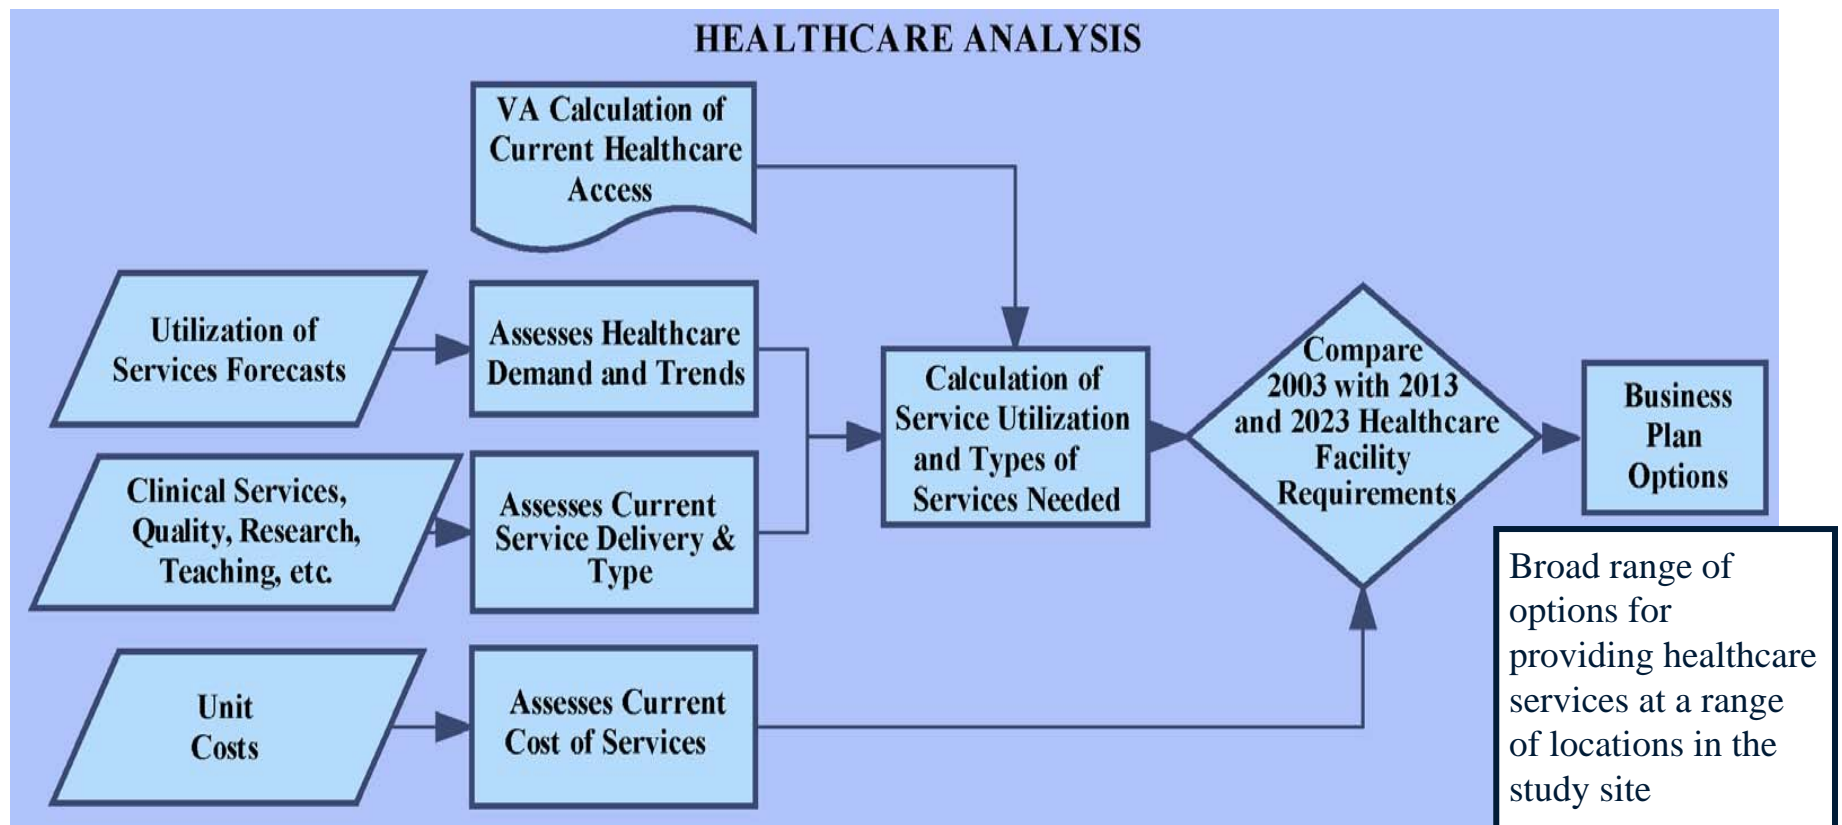 HEALTHCARE ANALYSIS
VA Calculation of
Current Healthcare
Access
Utilization of
Services Forecasts
Assesses Healthcare
Demand and Trends
Clinical Services,
Quality, Research,
Teaching, etc.
Assesses Current
Service Delivery &
Type
Unit
Costs
Assesses Current
Cost of Services
Calculation of
Service Utilization
and Types of
Services Needed
Compare
2003 with 2013
and 2023 Healthcare
Facility
Requirements
Business
Plan
Options
Broad range of
options for
providing healthcare
services at a range
of locations in the
study site